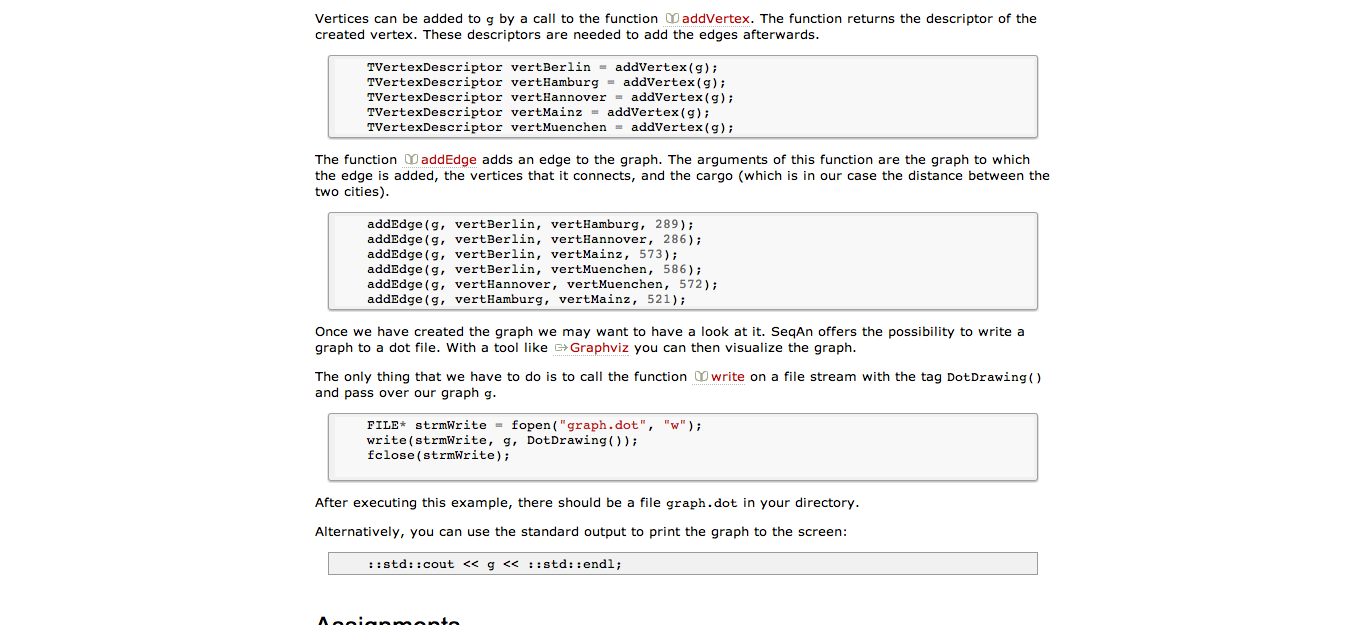 Vertices can be added to g by a call to the function addVertex. The function returns the descriptor of the
created vertex. These descriptors are needed to add the edges afterwards.
TVertexDescriptor vertBerlin = addVertex(g);
TVertexDescriptor vertHamburg = addVertex(g);
TVertexDescriptor vertHannover = addVertex(g);
TVertexDescriptor vertMainz = addVertex(g);
TVertexDescriptor vertMuenchen = addVertex(g);
The function addEdge adds an edge to the graph. The arguments of this function are the graph to which
the edge is added, the vertices that it connects, and the cargo (which is in our case the distance between the
two cities).
addEdge(g, vertBerlin, vertHamburg, 289);
addEdge(g, vertBerlin, vertHannover, 286);
addEdge(g, vertBerlin, vertMainz, 573);
addEdge(g, vertBerlin, vertMuenchen, 586);
addEdge(g, vertHannover, vertMuenchen, 572);
addEdge(g, vertHamburg, vertMainz, 521);
Once we have created the graph we may want to have a look at it. SeqAn offers the possibility to write a
graph to a dot file. With a tool like Graphviz you can then visualize the graph.
The only thing that we have to do is to call the function write on a file stream with the tag DotDrawing()
and pass over our graph g.
FILE* strmWrite = fopen("graph.dot", "w");
write(strmWrite, g, DotDrawing());
fclose(strmWrite);
After executing this example, there should be a file graph.dot in your directory.
Alternatively, you can use the standard output to print the graph to the screen:
::std::cout << g << ::std::endl;
Assignments